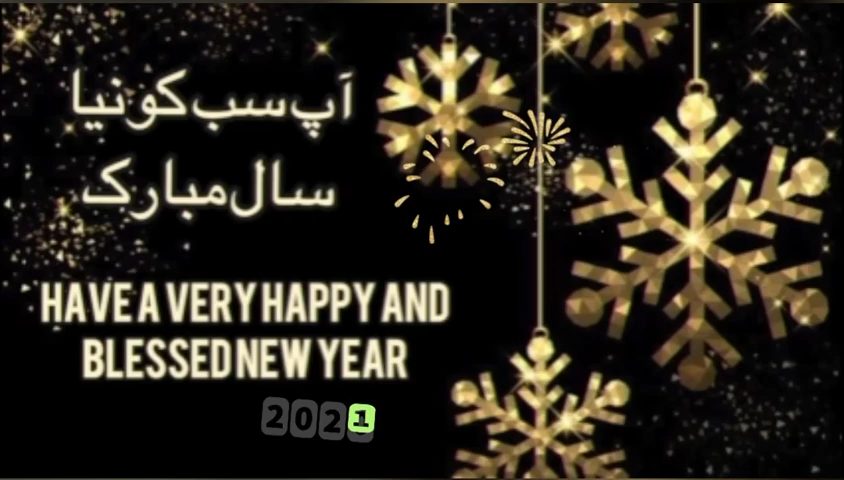 آپ سب کو نیا
سال مبارک
HAVE A VERY HAPPY AND
BLESSED NEW YEAR
2021